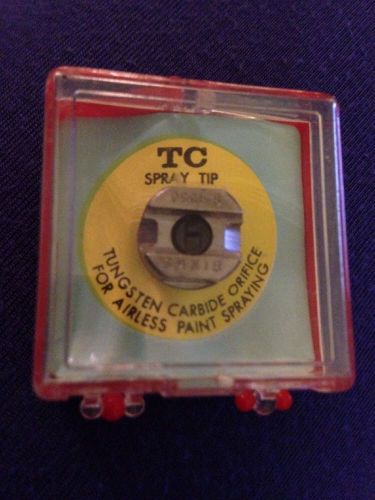 TC
SPRAY TIP
TUNGSTEN CARBIDE ORIFICE
FOR AIRLESS PAINT SPRAYING